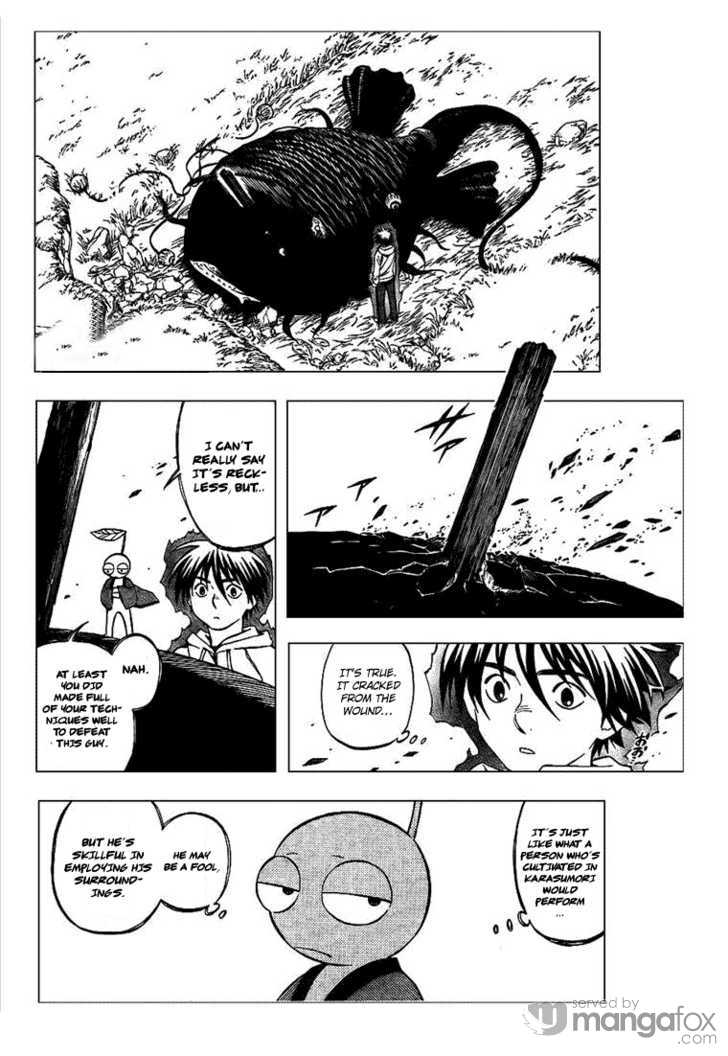 IT'S TRUE.
IT CRACKED
FROM THE
WOUND...
おお…
I CAN'T
REALLY SAY
IT'S RECK-
LESS, BUT...
NAH.
AT LEAST
YOU DID
MADE FULL
OF YOUR TECH-
NIQUES WELL
TO DEFEAT
THIS GUY.
IT'S JUST
LIKE WHAT A
PERSON WHO'S
CULTIVATED IN
KARASUMORI
WOULD
PERFORM
...
HE MAY
BE A FOOL,
BUT HE'S
SKILLFUL IN
EMPLOYING HIS
SURROUND-
INGS.
served by
mangafox
.com